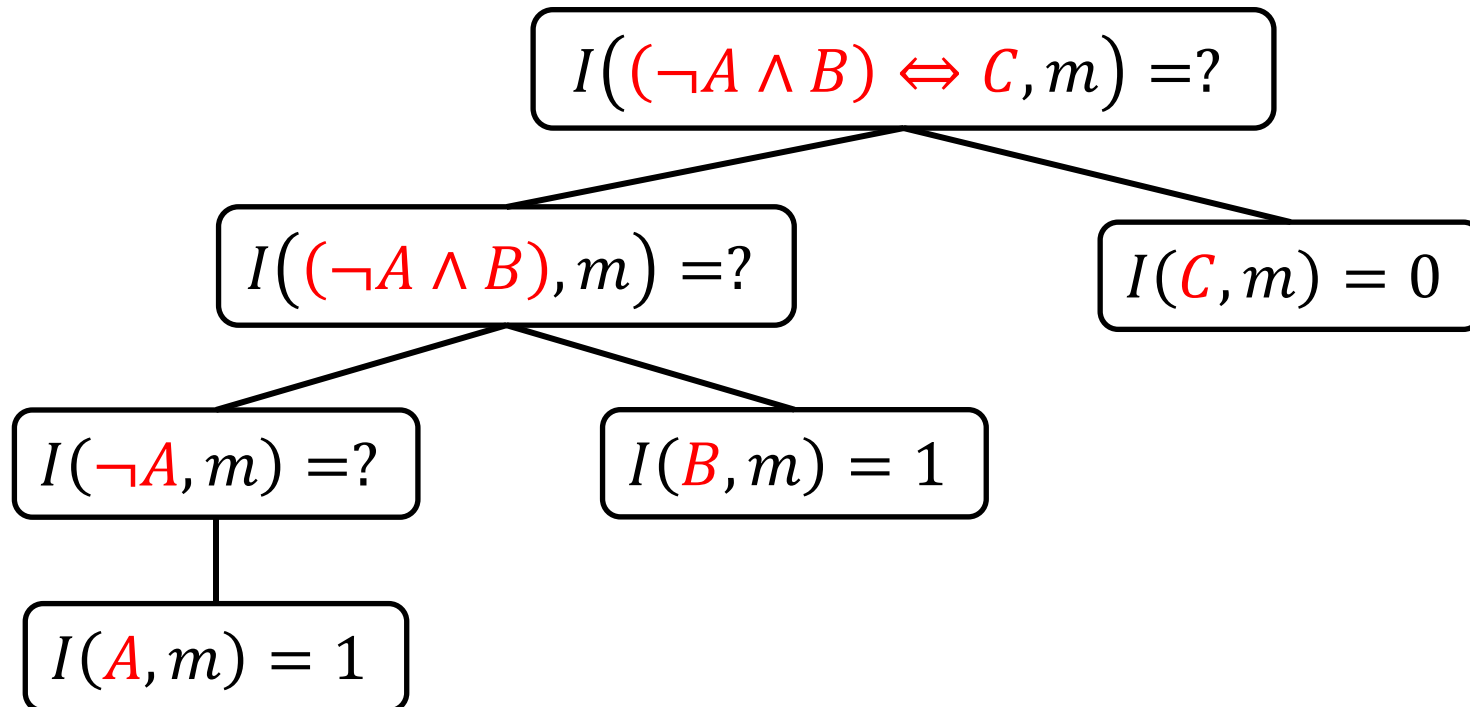 I((¬A ∧ B) ⇔ C, m) =?
I((¬A ∧ B), m) =?
I(C, m) = 0
I(¬A, m) =?
I(B, m) = 1
I(A, m) = 1